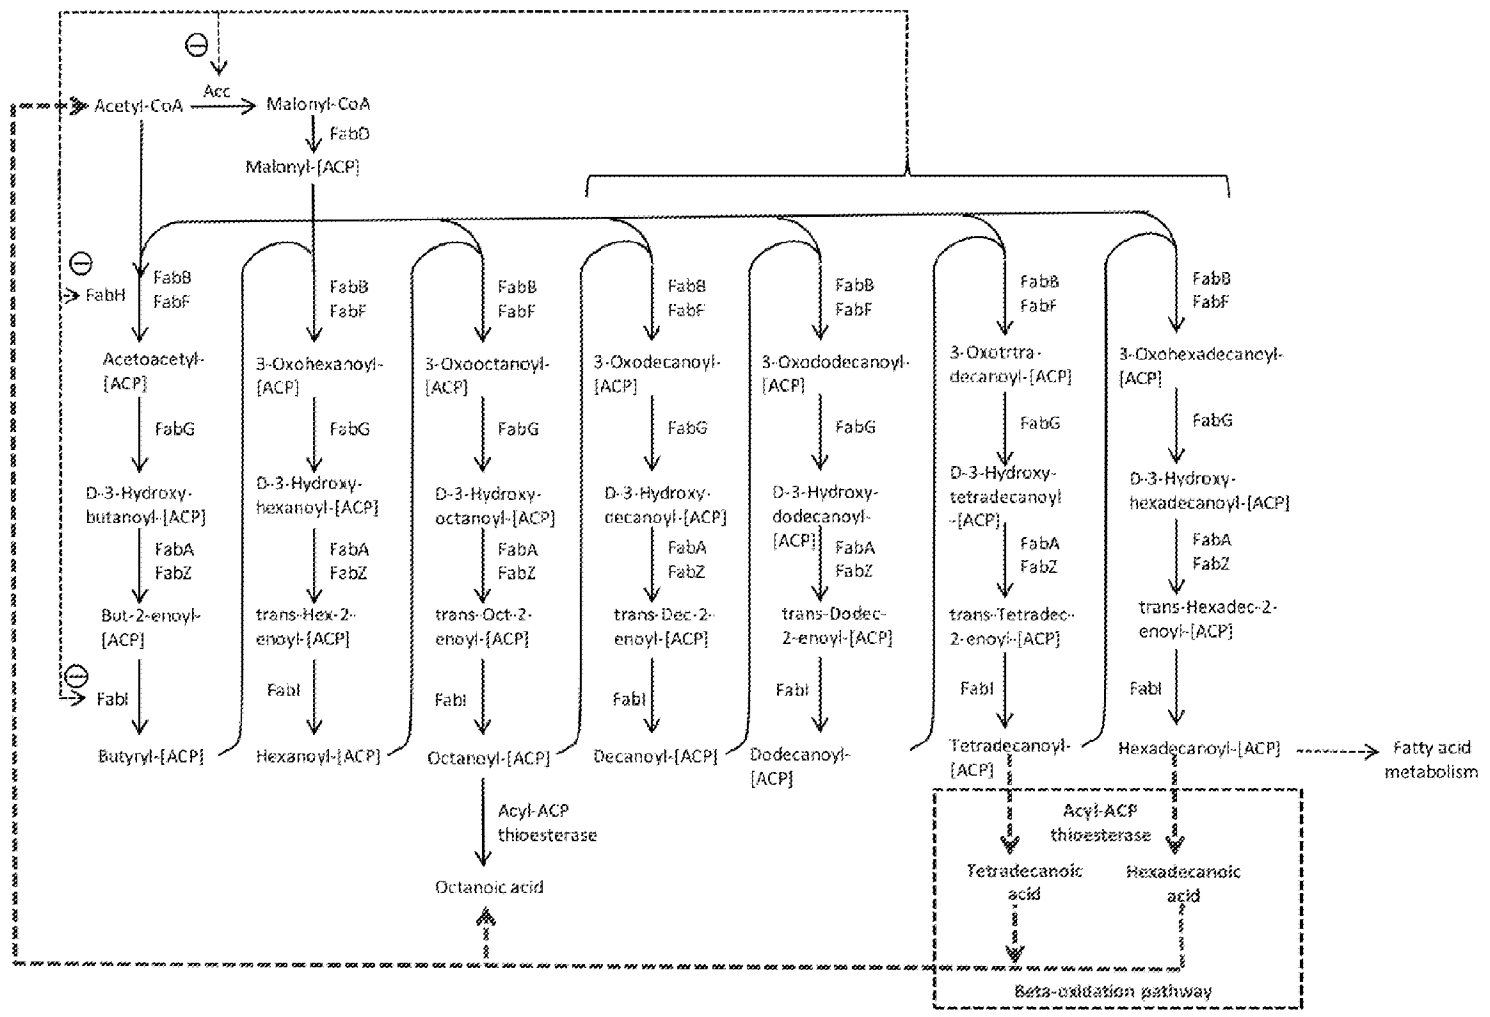 Acc
Acetyl-CoA
Malonyl-CoA
FabD
Malonyl-[ACP]
FabH
FabB
FabF
FabB
FabF
FabB
FabF
FabB
FabF
FabB
FabF
FabB
FabF
FabB
FabF
Acetoacetyl-
[ACP]
3-Oxohexanoyl-
[ACP]
3-Oxooctanoyl-
[ACP]
3-Oxodecanoyl-
[ACP]
3-Oxododecanoyl-
[ACP]
3-Oxotrtra-
decanoyl-[ACP]
3-Oxohexadecanoyl-
[ACP]
FabG
FabG
FabG
FabG
FabG
FabG
FabG
D-3-Hydroxy-
butanoyl-[ACP]
D-3-Hydroxy-
hexanoyl-[ACP]
D-3-Hydroxy-
octanoyl-[ACP]
D-3-Hydroxy-
decanoyl-[ACP]
D-3-Hydroxy-
dodecanoyl-
[ACP]
D-3-Hydroxy-
tetradecanoyl
-[ACP]
D-3-Hydroxy-
hexadecanoyl-[ACP]
FabA
FabZ
FabA
FabZ
FabA
FabZ
FabA
FabZ
FabA
FabZ
FabA
FabZ
FabA
FabZ
But-2-enoyl-
[ACP]
trans-Hex-2-
enoyl-[ACP]
trans-Oct-2-
enoyl-[ACP]
trans-Dec-2-
enoyl-[ACP]
trans-Dodec-
2-enoyl-[ACP]
trans-Tetradec-
2-enoyl-[ACP]
trans-Hexadec-2-
enoyl-[ACP]
FabI
FabI
FabI
FabI
FabI
FabI
FabI
Butyryl-[ACP]
Hexanoyl-[ACP]
Octanoyl-[ACP]
Decanoyl-[ACP]
Dodecanoyl-
[ACP]
Tetradecanoyl-
[ACP]
Hexadecanoyl-[ACP]
Fatty acid
metabolism
Acyl-ACP
thioesterase
Acyl-ACP
thioesterase
Octanoic acid
Tetradecanoic
acid
Hexadecanoic
acid
Beta-oxidation pathway